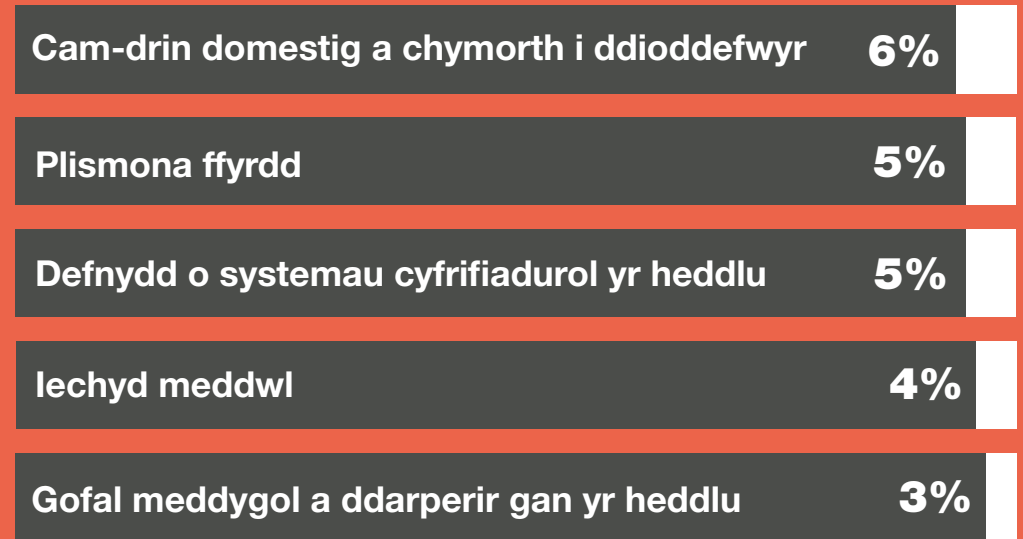 Cam-drin domestig a chymorth i ddioddefwyr 6%
Plismona ffyrdd 5%
Defnydd o systemau cyfrifiadurol yr heddlu 5%
Iechyd meddwl 4%
Gofal meddygol a ddarperir gan yr heddlu 3%